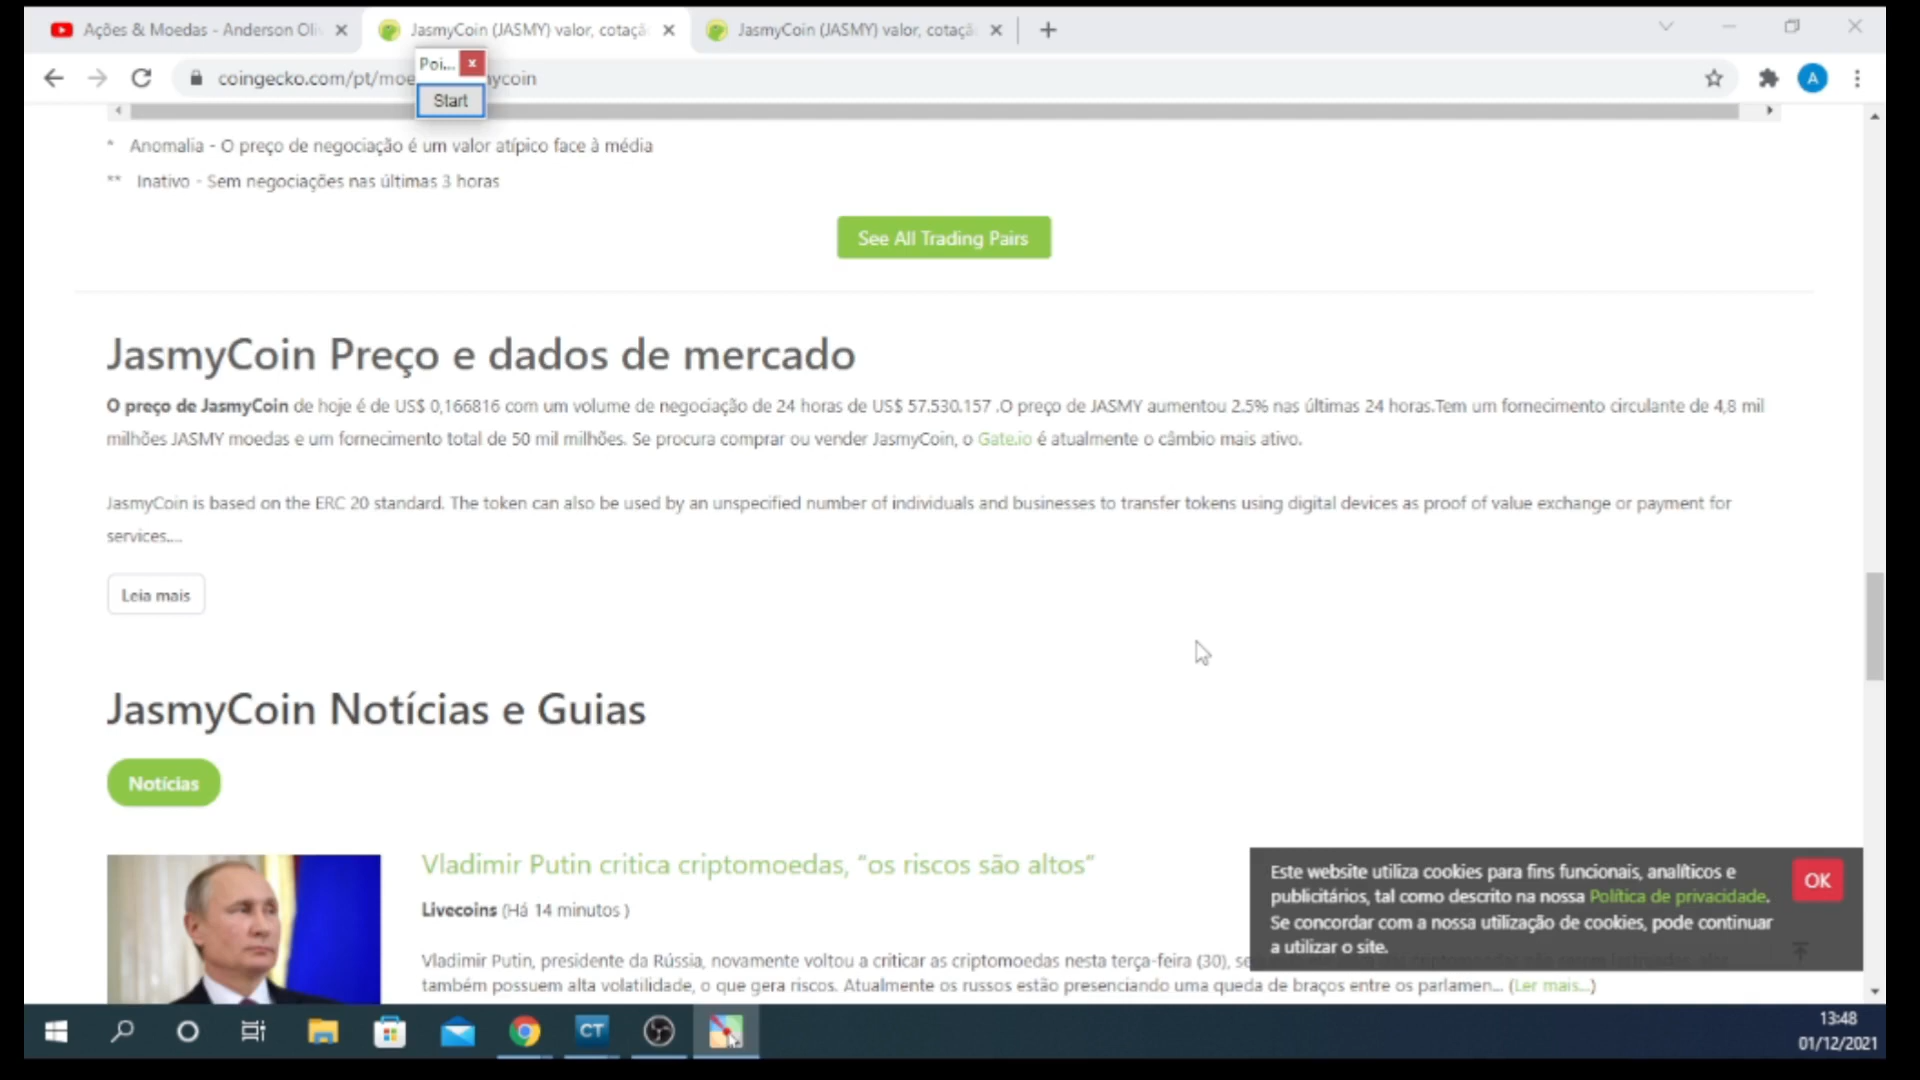 Ações & Moedas - Anderson Oli
JasmyCoin (JASMY) valor, cotaçã
JasmyCoin (JASMY) valor, cotaçã
Poi...
coingecko.com/pt/moe
ycoin
A
Start
* Anomalia - O preço de negociação é um valor atípico face à média
** Inativo - Sem negociações nas últimas 3 horas
See All Trading Pairs
JasmyCoin Preço e dados de mercado
O preço de JasmyCoin de hoje é de US$ 0,166816 com um volume de negociação de 24 horas de US$ 57.530.157 .O preço de JASMY aumentou 2.5% nas últimas 24 horas.Tem um fornecimento circulante de 4,8 mil
milhões JASMY moedas e um fornecimento total de 50 mil milhões. Se procura comprar ou vender JasmyCoin, o Gate.io é atualmente o câmbio mais ativo.
JasmyCoin is based on the ERC 20 standard. The token can also be used by an unspecified number of individuals and businesses to transfer tokens using digital devices as proof of value exchange or payment for
services....
Leia mais
JasmyCoin Notícias e Guias
Notícias
Vladimir Putin critica criptomoedas, “os riscos são altos”
Livecoins (Há 14 minutos )
Vladimir Putin, presidente da Rússia, novamente voltou a criticar as criptomoedas nesta terça-feira (30),
também possuem alta volatilidade, o que gera riscos. Atualmente os russos estão presenciando uma queda de braços entre os parlamen... (Ler mais...)
Este website utiliza cookies para fins funcionais, analíticos e
publicitários, tal como descrito na nossa Política de privacidade.
Se concordar com a nossa utilização de cookies, pode continuar
a utilizar o site.
OK
CT
13:48
01/12/2021